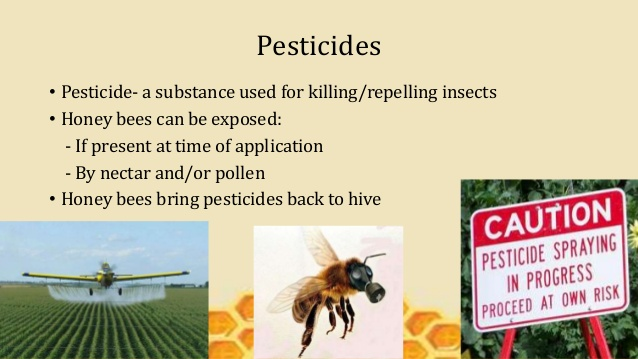 Pesticides
• Pesticide- a substance used for killing/repelling insects
• Honey bees can be exposed:
- If present at time of application
- By nectar and/or pollen
• Honey bees bring pesticides back to hive
CAUTION
PESTICIDE SPRAYING
IN PROGRESS
PROCEED AT OWN RISK